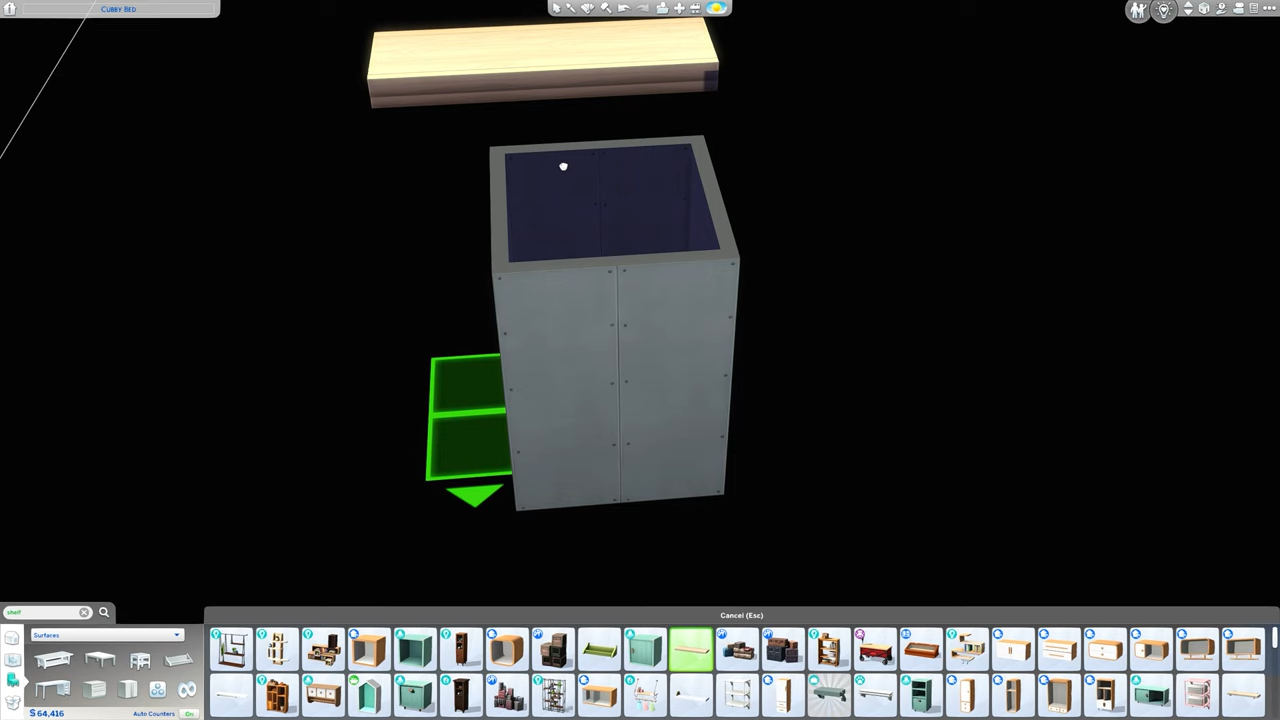 CUBBY BED
Cancel (Esc)
shelf
Surfaces
$64,416
Auto Counters
On